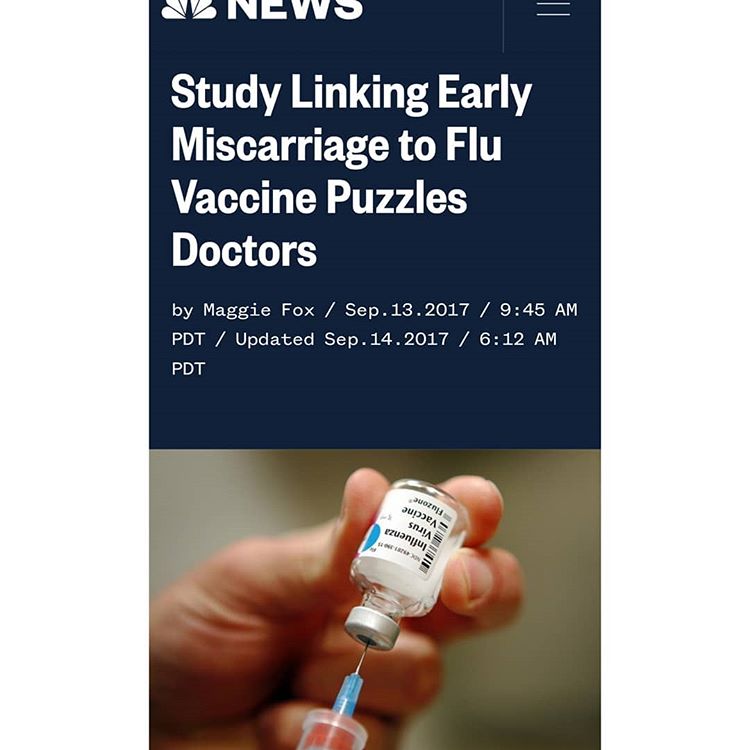 NEWS
Study Linking Early
Miscarriage to Flu
Vaccine Puzzles
Doctors
by Maggie Fox / Sep.13.2017 / 9:45 AM
PDT / Updated Sep.14.2017 / 6:12 AM
PDT
Fluzone®
Influenza
Virus
Vaccine